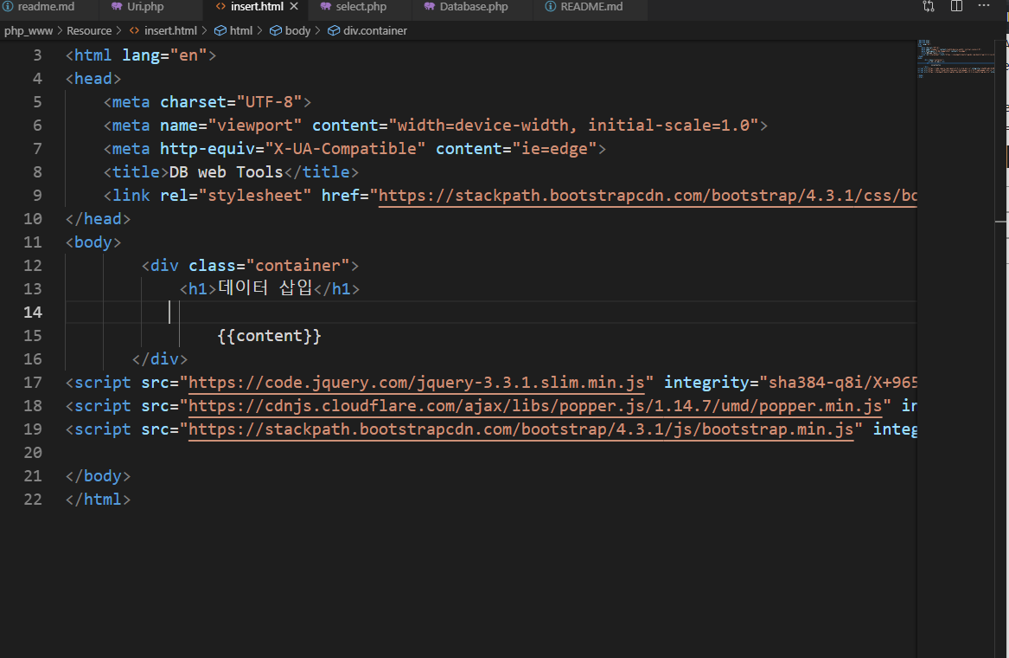 readme.md Uri.php insert.html select.php Database.php README.md
php_www > Resource > insert.html > html > body > div.container
3 <html lang="en">
4 <head>
5 <meta charset="UTF-8">
6 <meta name="viewport" content="width=device-width, initial-scale=1.0">
7 <meta http-equiv="X-UA-Compatible" content="ie=edge">
8 <title>DB web Tools</title>
9 <link rel="stylesheet" href="https://stackpath.bootstrapcdn.com/bootstrap/4.3.1/css/bo
10 </head>
11 <body>
12 <div class="container">
13 <h1>데이터 삽입</h1>
14
15 {{content}}
16 </div>
17 <script src="https://code.jquery.com/jquery-3.3.1.slim.min.js" integrity="sha384-q8i/X+965
18 <script src="https://cdnjs.cloudflare.com/ajax/libs/popper.js/1.14.7/umd/popper.min.js" in
19 <script src="https://stackpath.bootstrapcdn.com/bootstrap/4.3.1/js/bootstrap.min.js" integ
20
21 </body>
22 </html>